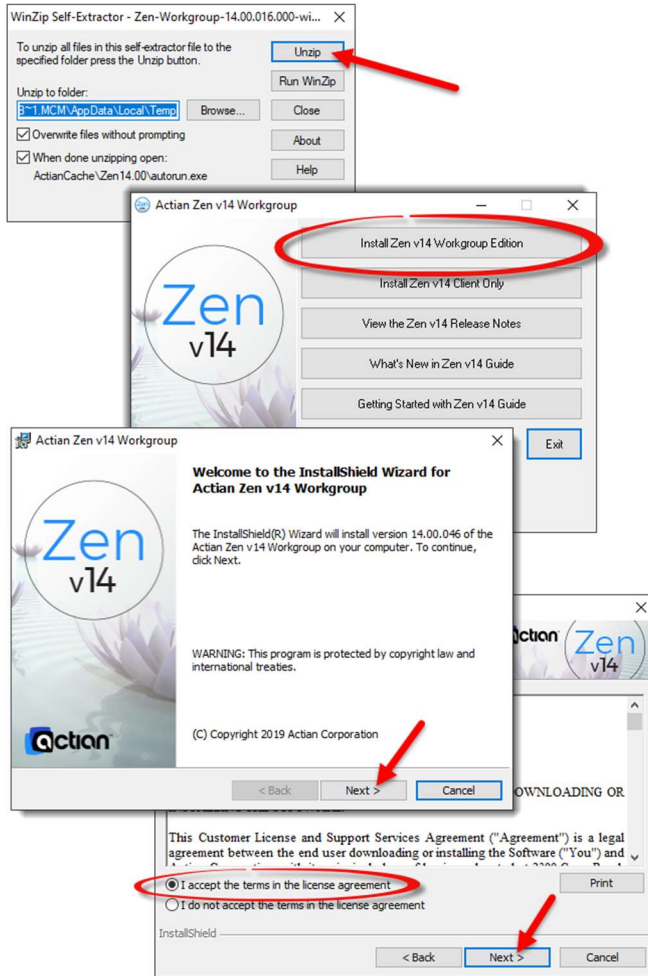 WinZip Self-Extractor - Zen-Workgroup-14.00.016.000-wi...
To unzip all files in this self-extractor file to the
specified folder press the Unzip button.
Unzip to folder:
8~1.MCM\AppData\Local\Temp
Browse...
Overwrite files without prompting
When done unzipping open:
ActianCache\Zen14.00\autorun.exe
Unzip
Run WinZip
Close
About
Help
Actian Zen v14 Workgroup
Zen
v14
Install Zen v14 Workgroup Edition
Install Zen v14 Client Only
View the Zen v14 Release Notes
What's New in Zen v14 Guide
Getting Started with Zen v14 Guide
Exit
Actian Zen v14 Workgroup
Zen
v14
actian
Welcome to the InstallShield Wizard for
Actian Zen v14 Workgroup
The InstallShield(R) Wizard will install version 14.00.046 of the
Actian Zen v14 Workgroup on your computer. To continue,
click Next.
WARNING: This program is protected by copyright law and
international treaties.
(C) Copyright 2019 Actian Corporation
< Back
Next >
Cancel
Zen
v14
DOWNLOADING OR
This Customer License and Support Services Agreement ("Agreement") is a legal
agreement between the end user downloading or installing the Software ("You") and
I accept the terms in the license agreement
I do not accept the terms in the license agreement
Print
InstallShield
< Back
Next >
Cancel